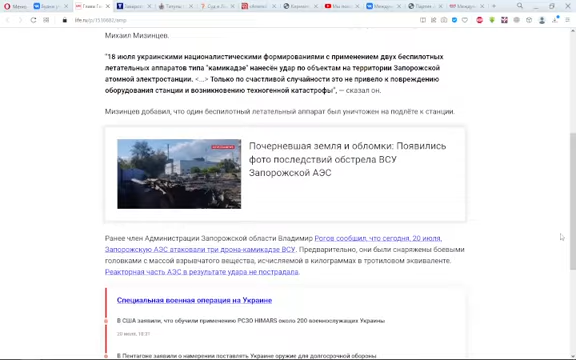 Михаил Мизинцев.
"18 июля украинскими националистическими формированиями с применением двух беспилотных
летательных аппаратов типа "камикадзе" нанесён удар по объектам на территории Запорожской
атомной электростанции. <...> Только по счастливой случайности это не привело к повреждению
оборудования станции и возникновению техногенной катастрофы", — сказал он.
Мизинцев добавил, что один беспилотный летательный аппарат был уничтожен на подлёте к станции.
Почерневшая земля и обломки: Появились
фото последствий обстрела ВСУ
Запорожской АЭС
Ранее член Администрации Запорожской области Владимир Рогов сообщил, что сегодня, 20 июля,
Запорожскую АЭС атаковали три дрона-камикадзе ВСУ. Предварительно, они были снаряжены боевыми
головками с массой взрывчатого вещества, исчисляемой в килограммах в тротиловом эквиваленте.
Реакторная часть АЭС в результате удара не пострадала.
Специальная военная операция на Украине
В США заявили, что обучили применению РСЗО HIMARS около 200 военнослужащих Украины
В Пентагоне заявили о намерении поставлять Украине оружие для долгосрочной обороны